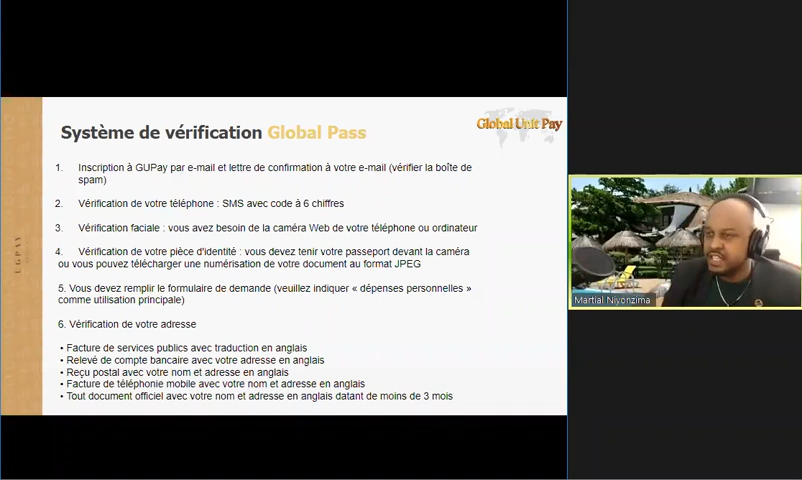 Système de vérification Global Pass
Global Unit Pay
1. Inscription à GUPay par e-mail et lettre de confirmation à votre e-mail (vérifier la boîte de
spam)
2. Vérification de votre téléphone : SMS avec code à 6 chiffres
3. Vérification faciale : vous avez besoin de la caméra Web de votre téléphone ou ordinateur
4. Vérification de votre pièce d'identité : vous devez tenir votre passeport devant la caméra
ou vous pouvez télécharger une numérisation de votre document au format JPEG
5. Vous devez remplir le formulaire de demande (veuillez indiquer « dépenses personnelles »
comme utilisation principale)
6. Vérification de votre adresse
• Facture de services publics avec traduction en anglais
• Relevé de compte bancaire avec votre adresse en anglais
• Reçu postal avec votre nom et adresse en anglais
• Facture de téléphonie mobile avec votre nom et adresse en anglais
• Tout document officiel avec votre nom et adresse en anglais datant de moins de 3 mois
UGPAY
Martial Niyonzima